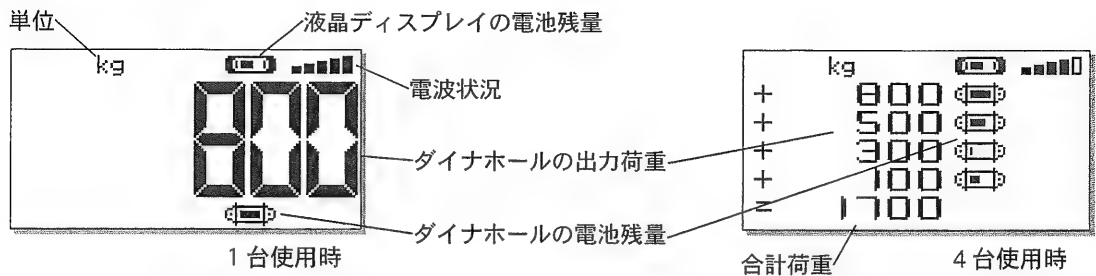 単位
液晶ディスプレイの電池残量
kg
800
電波状況
ダイナホールの出力荷重
ダイナホールの電池残量
1台使用時
kg
+ 800
+ 500
+ 300
+ 100
= 1700
合計荷重
4台使用時